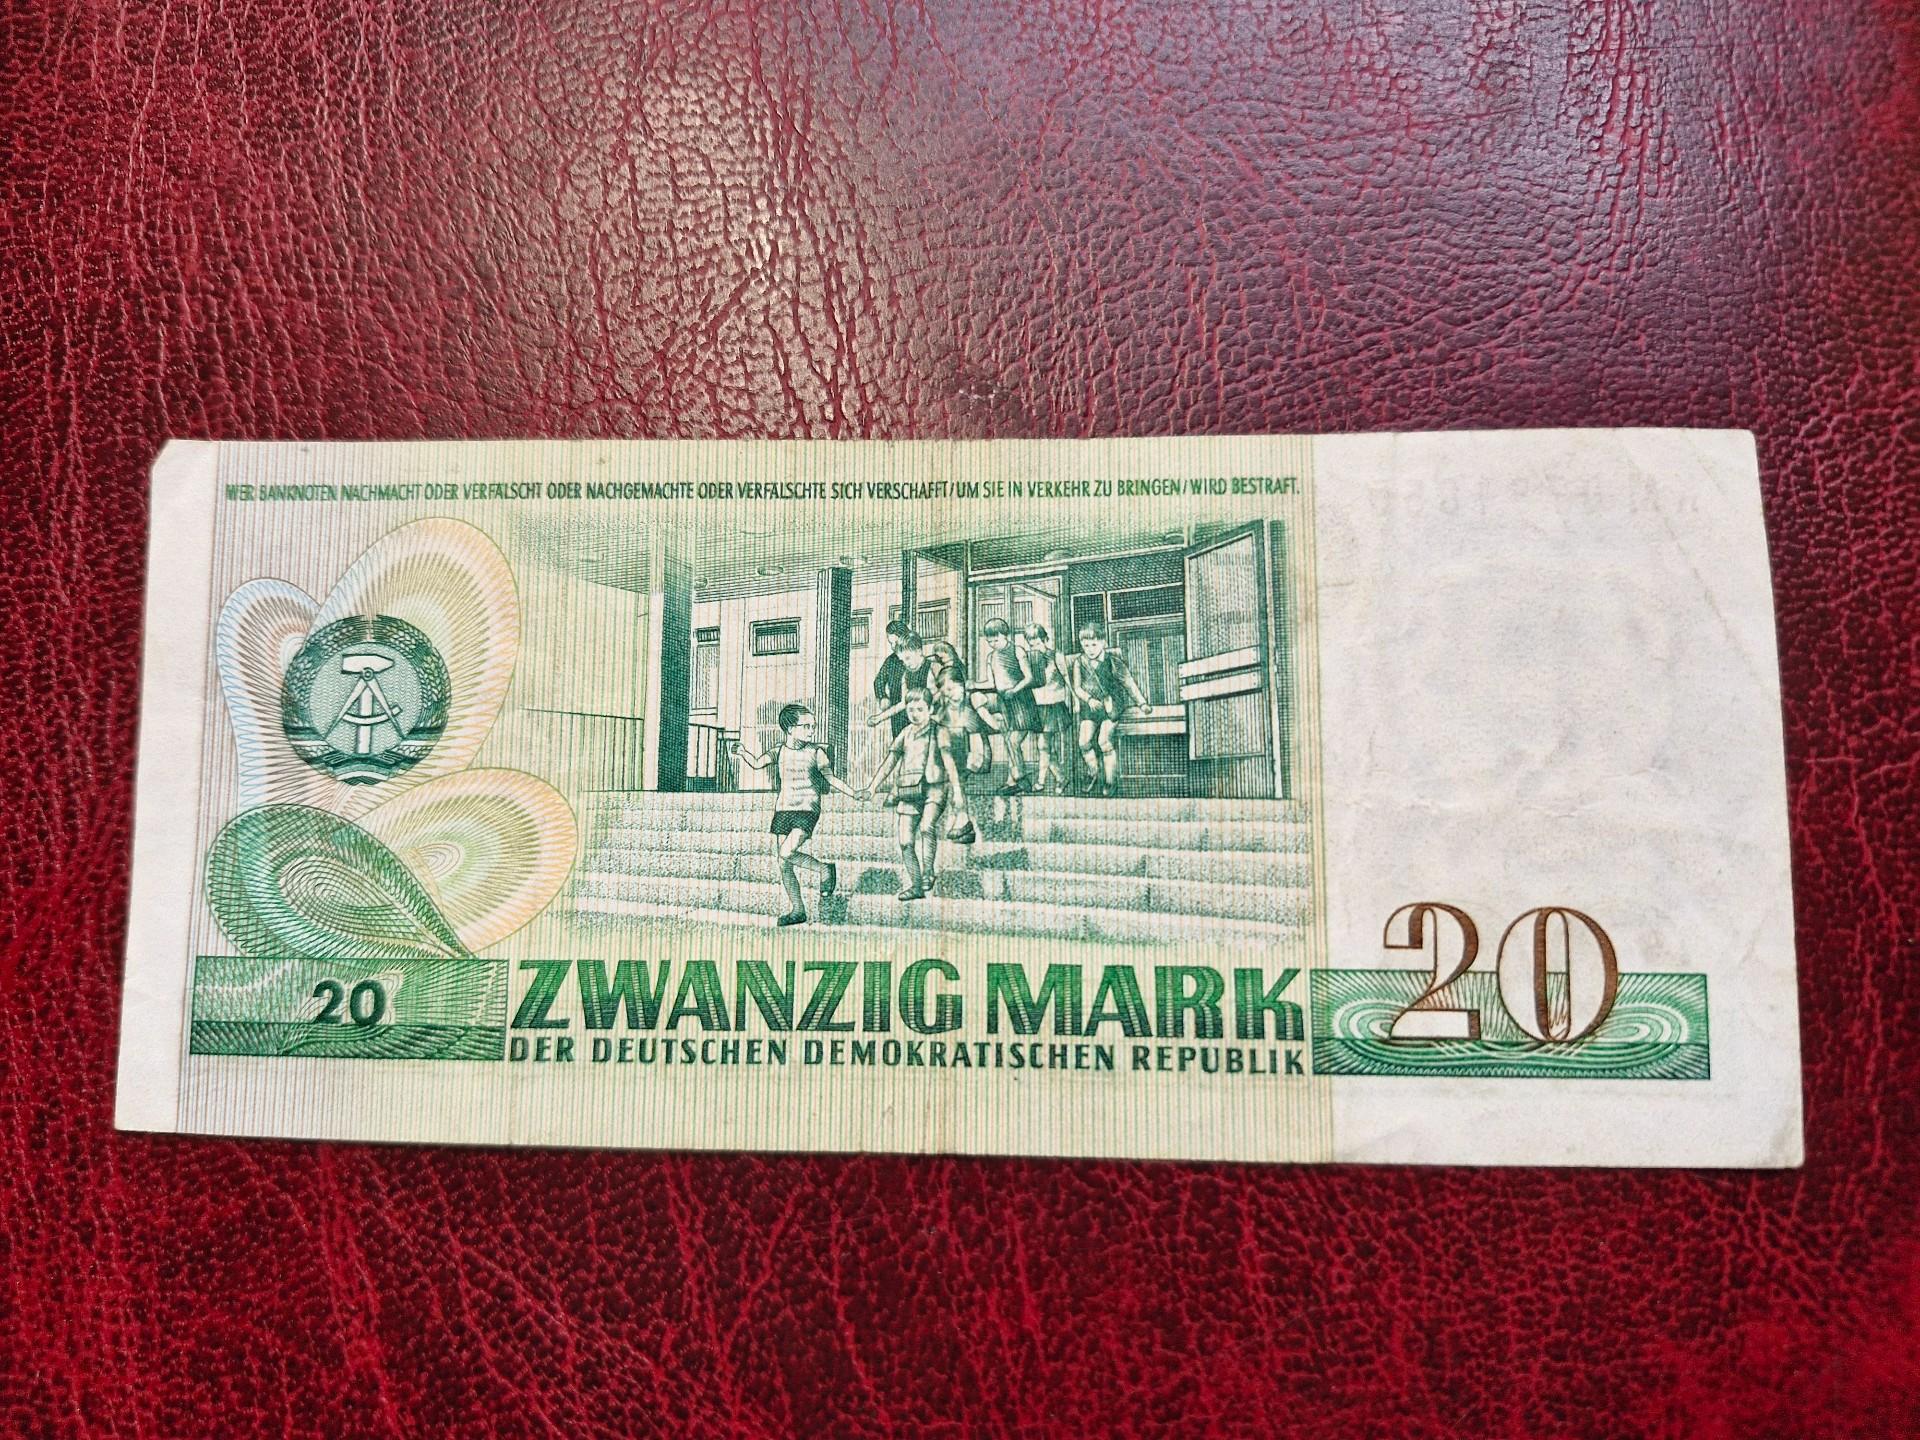 WER BANKNOTEN NACHMACHT ODER VERFÄLSCHT ODER NACHGEMACHTE ODER VERFÄLSCHTE SICH VERSCHAFFT/UM SIE IN VERKEHR ZU BRINGEN/WIRD BESTRAFT.
20
ZWANZIG MARK
DER DEUTSCHEN DEMOKRATISCHEN REPUBLIK
20